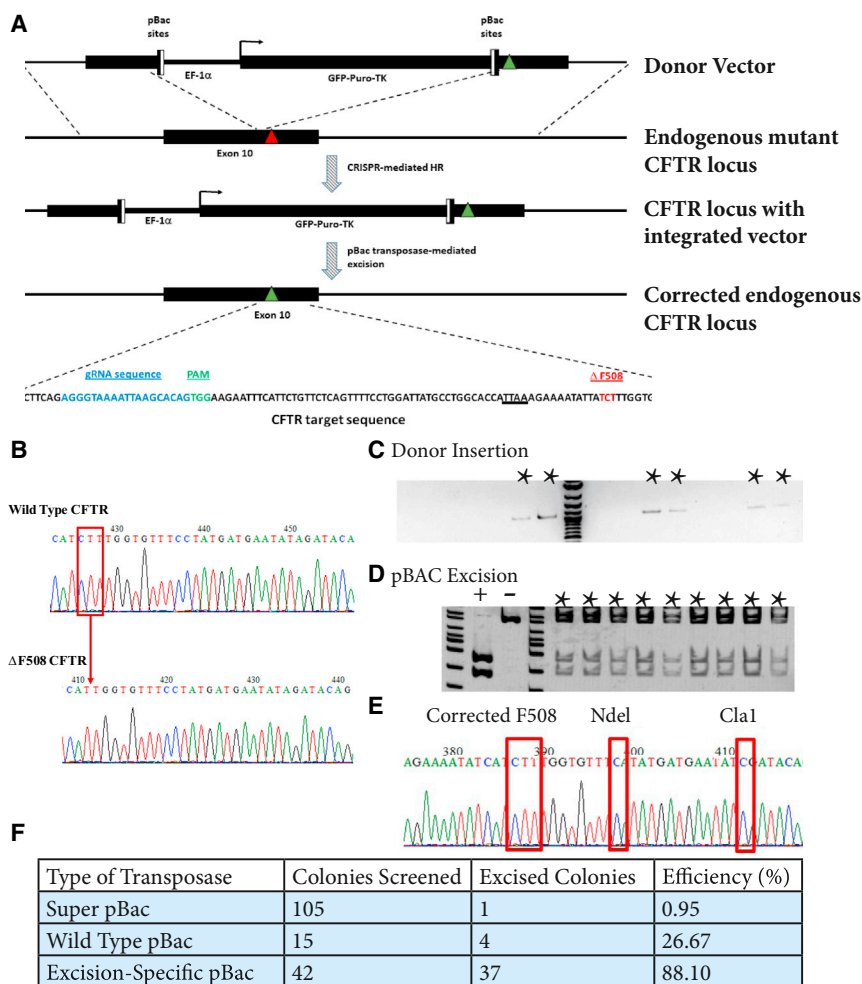 A
pBac sites
pBac sites
EF-1α
GFP-Puro-TK
Donor Vector
Exon 10
Endogenous mutant CFTR locus
CRISPR-mediated HR
EF-1α
GFP-Puro-TK
CFTR locus with integrated vector
pBac transposase-mediated excision
Exon 10
Corrected endogenous CFTR locus
gRNA sequence
PAM
Δ F508
CTTCAGAGGGTAAAATTAAGCACAGTGGAAGAATTTCATTCTGTTCTCAGTTTTCCTGGATTATGCCTGGCACCATTAAAGAAAATATTATCTTTGGTG
CFTR target sequence
B
Wild Type CFTR
430 440 450
CATCTTTGGTGTTTCCTATGATGAATATAGATACA
ΔF508 CFTR
410 420 430 440
CATTGGTGTTTCCTATGATGAATATAGATACAG
C Donor Insertion
D pBAC Excision
+ −
E
Corrected F508 Ndel Cla1
380 390 400 410
AGAAAATATCATCTTTGGTGTTTCATATGATGAATATCGATACA
F
Type of Transposase Colonies Screened Excised Colonies Efficiency (%)
Super pBac 105 1 0.95
Wild Type pBac 15 4 26.67
Excision-Specific pBac 42 37 88.10